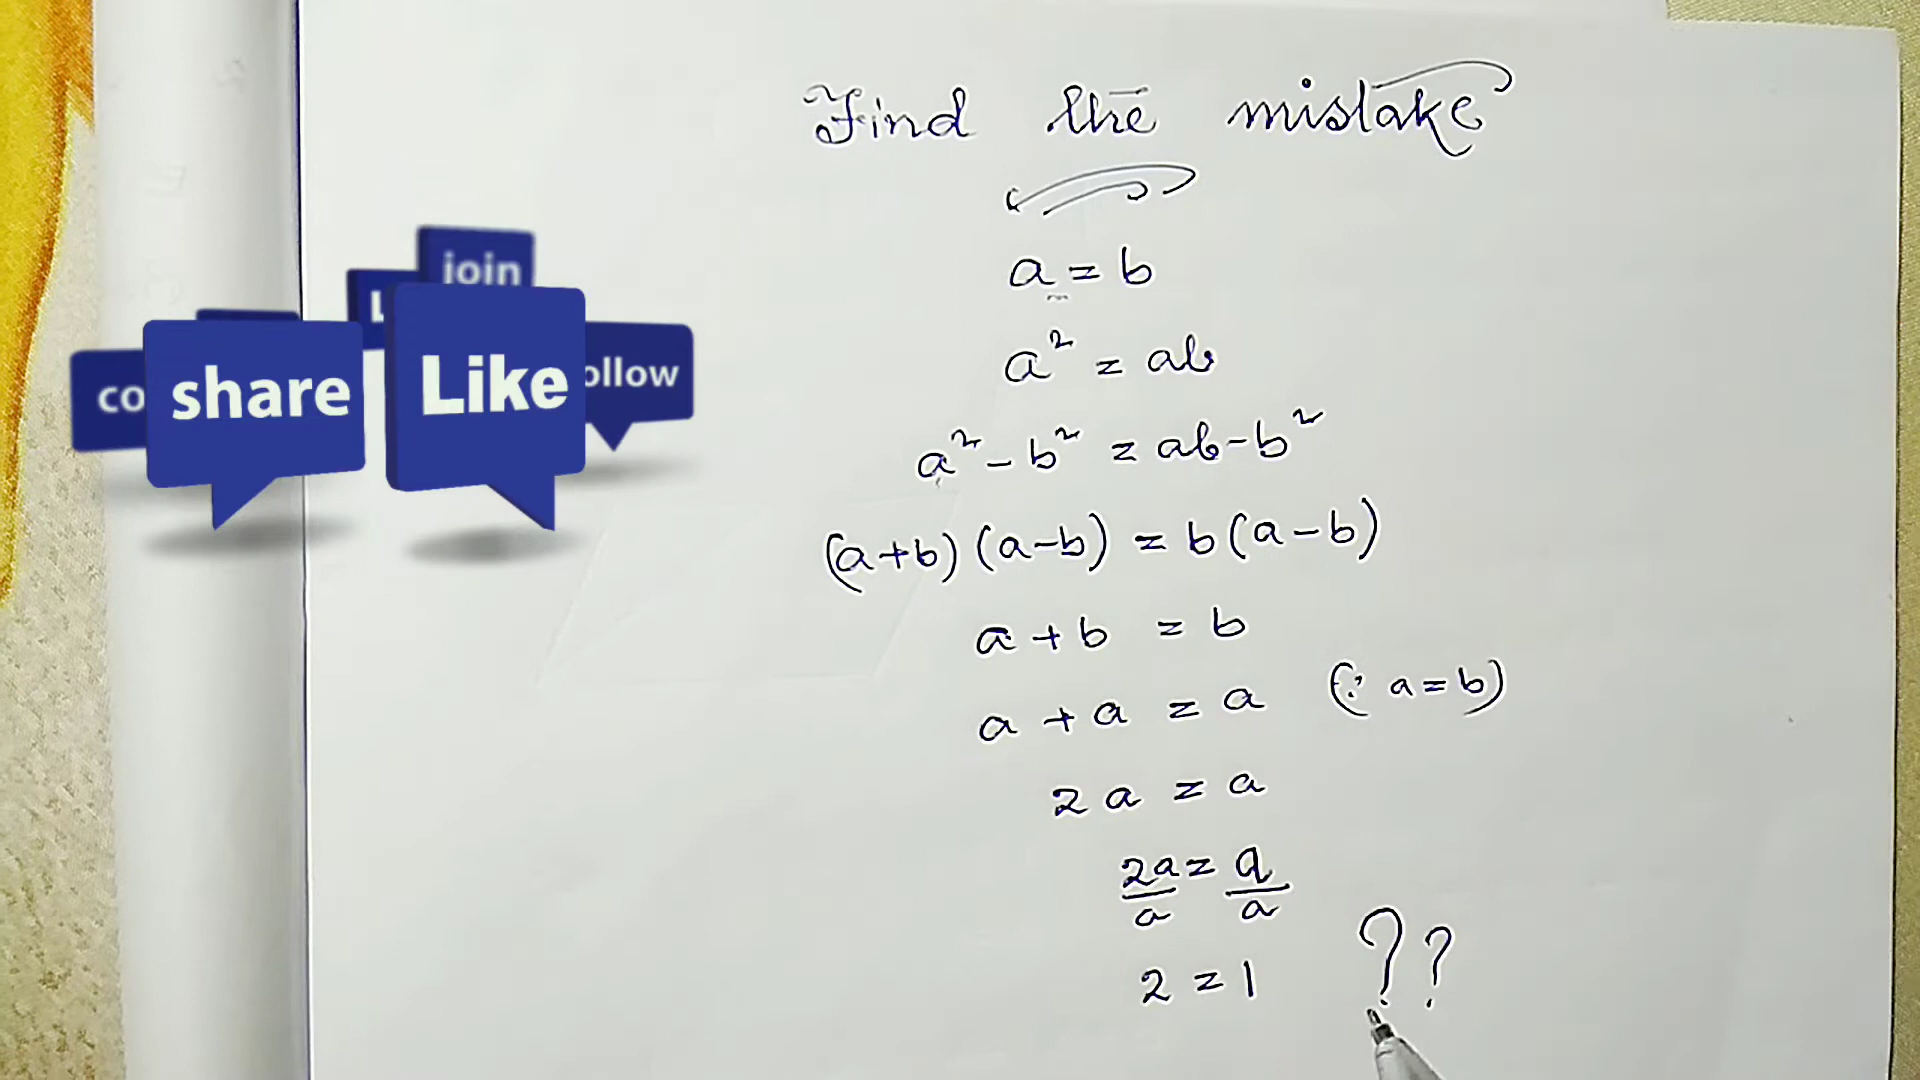 Find the mistake
join
L
co
share
Like
ollow
a = b
a² = ab
a² - b² = ab - b²
(a+b) (a-b) = b (a-b)
a + b = b
a + a = a (∵ a = b)
2a = a
2a/a = a/a
2 = 1 ??